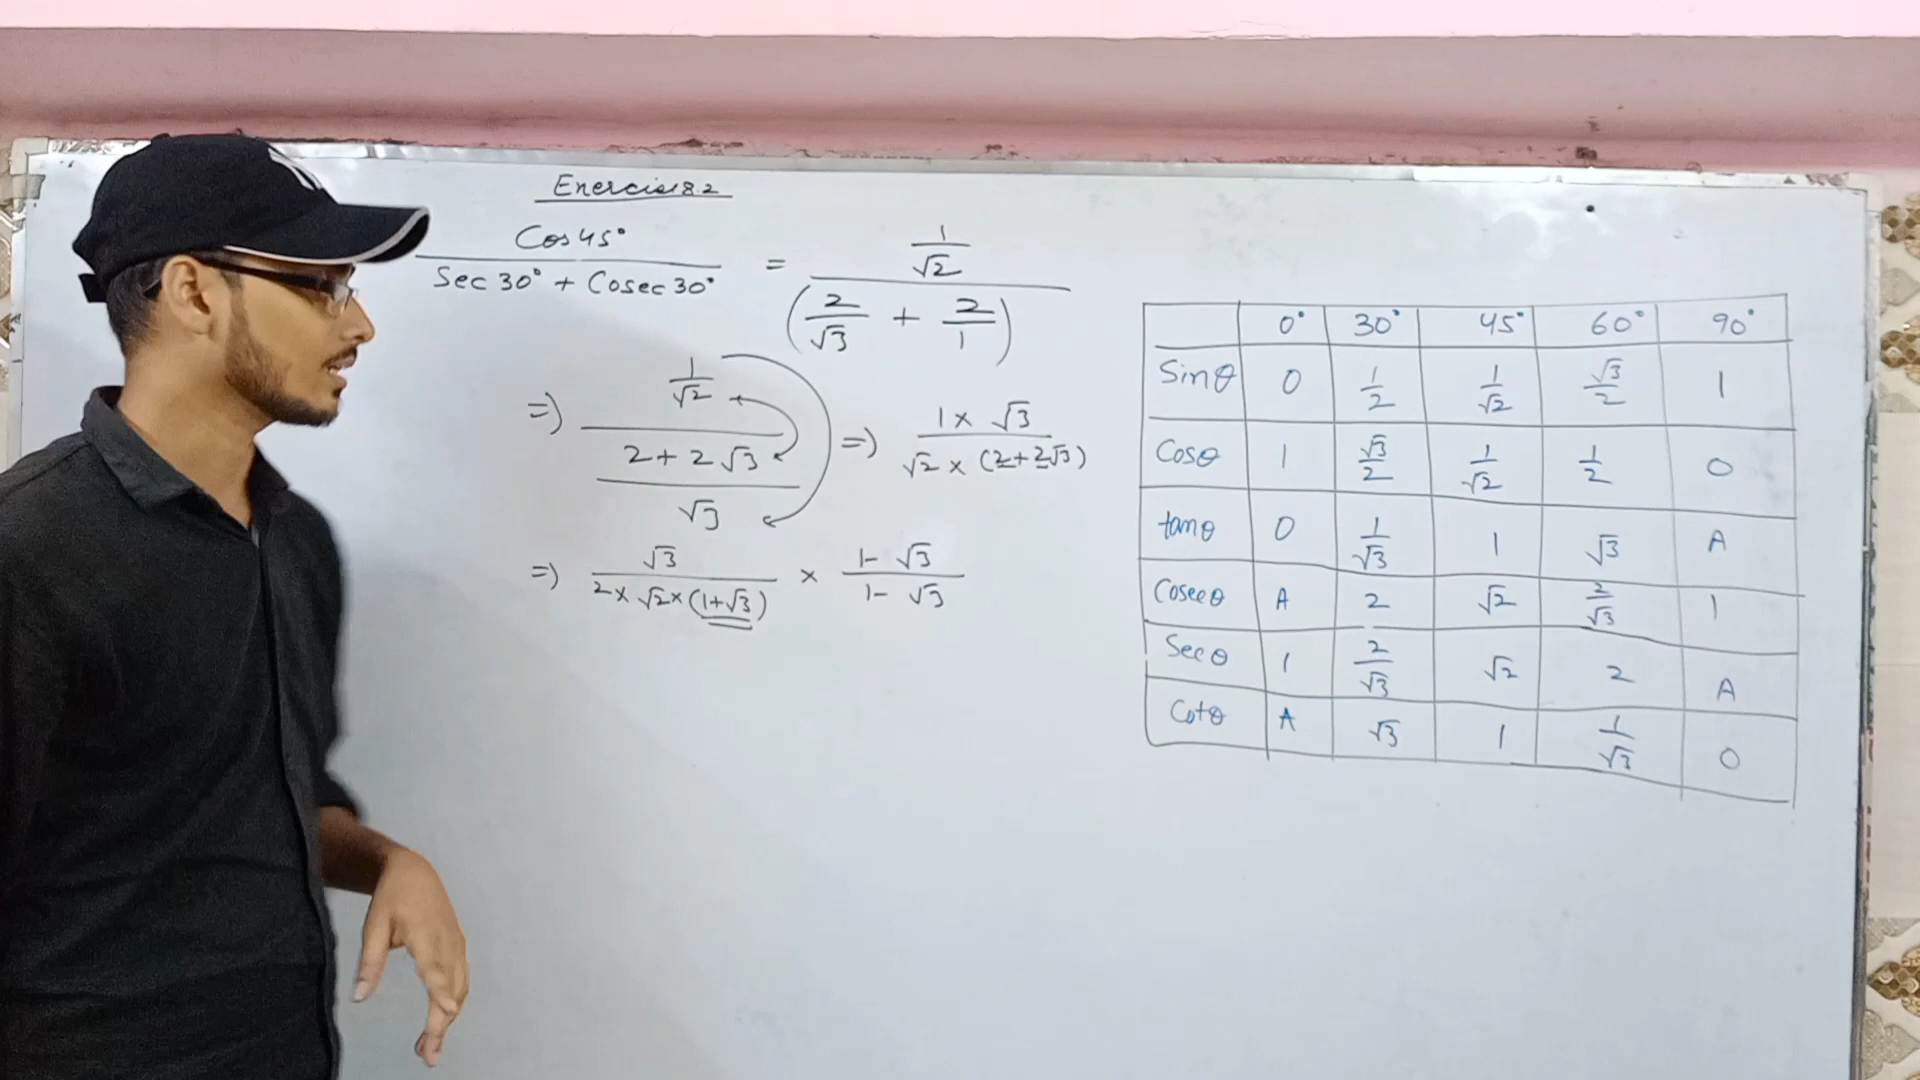 Enercise 8.2
Cos 45°
Sec 30° + Cosec 30°
=
1
√2
(2/√3 + 2/1)
=)
1
√2
2 + 2√3
√3
=)
1 × √3
√2 × (2+2√3)
=)
√3
2 × √2 × (1+√3)
×
1- √3
1- √3
0° 30° 45° 60° 90°
Sinθ 0 1/2 1/√2 √3/2 1
Cosθ 1 √3/2 1/√2 1/2 0
tanθ 0 1/√3 1 √3 A
Cosecθ A 2 √2 2/√3 1
Secθ 1 2/√3 √2 2 A
Cotθ A √3 1 1/√3 0